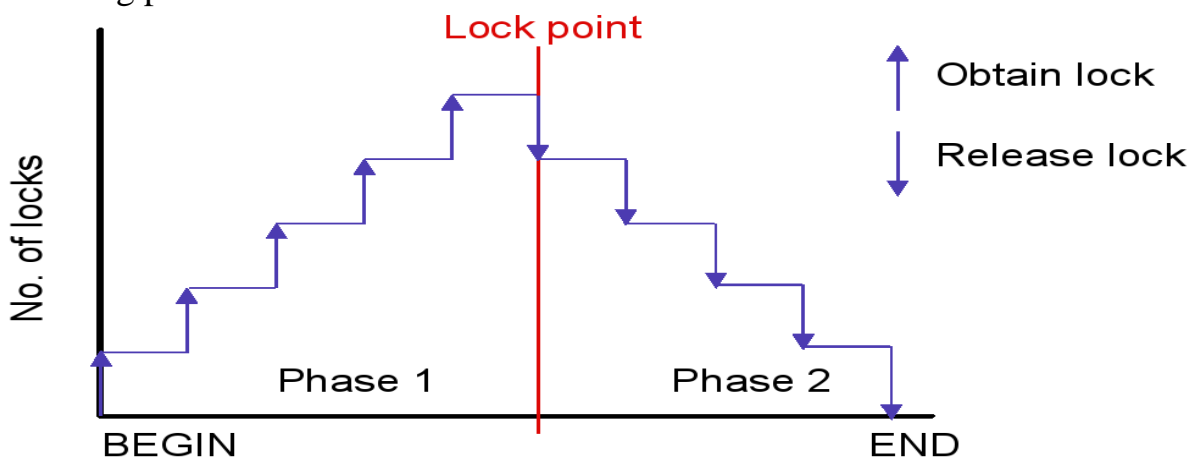 Lock point
Obtain lock
Release lock
No. of locks
Phase 1
Phase 2
BEGIN
END